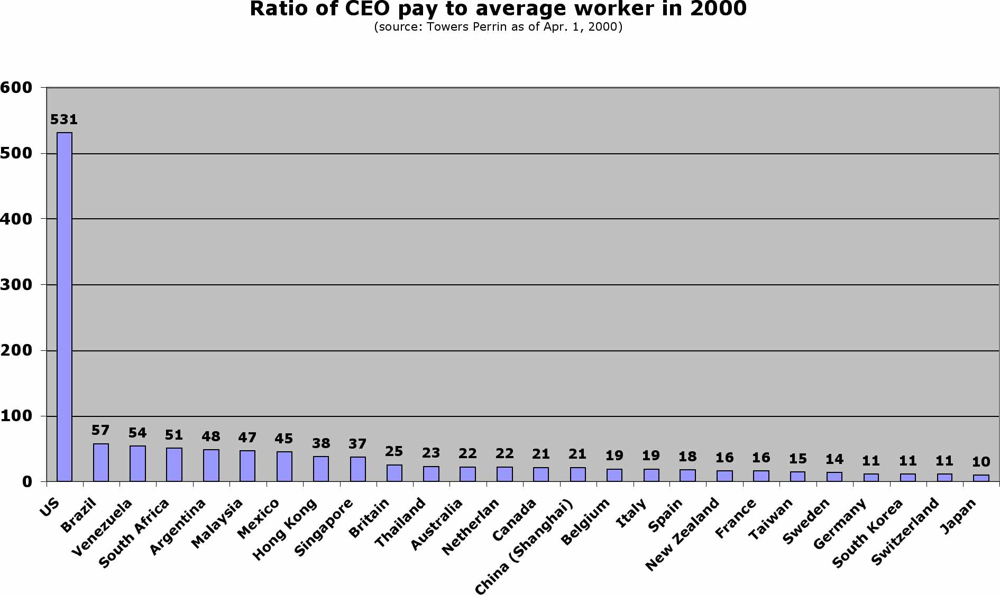 Ratio of CEO pay to average worker in 2000
(source: Towers Perrin as of Apr. 1, 2000)
600
500
400
300
200
100
0
531
57
54
51
48
47
45
38
37
25
23
22
22
21
21
19
19
18
16
16
15
14
11
11
11
10
US
Brazil
Venezuela
South Africa
Argentina
Malaysia
Mexico
Hong Kong
Singapore
Britain
Thailand
Australia
Netherlan
Canada
China (Shanghai)
Belgium
Italy
Spain
New Zealand
France
Taiwan
Sweden
Germany
South Korea
Switzerland
Japan